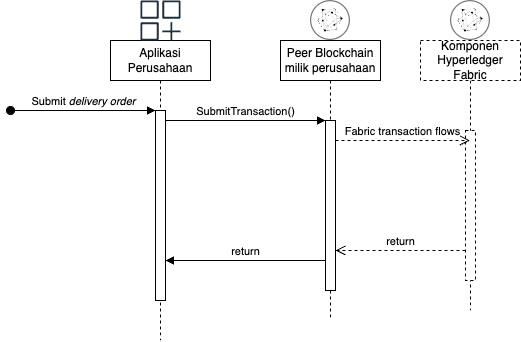 Aplikasi
Perusahaan
Peer Blockchain
milik perusahaan
Komponen
Hyperledger
Fabric
Submit delivery order
SubmitTransaction()
Fabric transaction flows
return
return